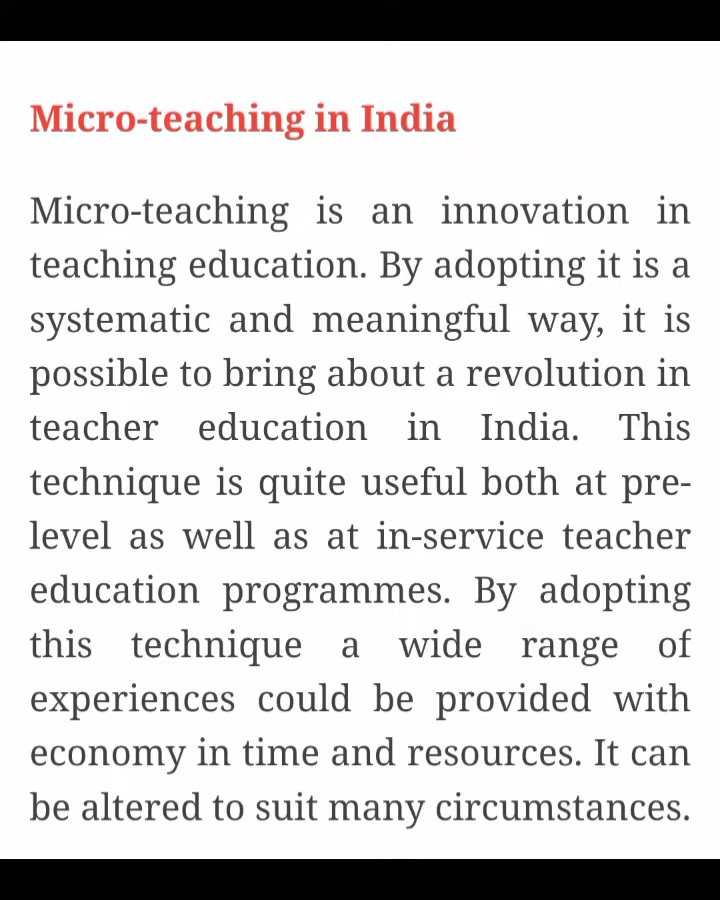 Micro-teaching in India
Micro-teaching is an innovation in
teaching education. By adopting it is a
systematic and meaningful way, it is
possible to bring about a revolution in
teacher education in India. This
technique is quite useful both at pre-
level as well as at in-service teacher
education programmes. By adopting
this technique a wide range of
experiences could be provided with
economy in time and resources. It can
be altered to suit many circumstances.